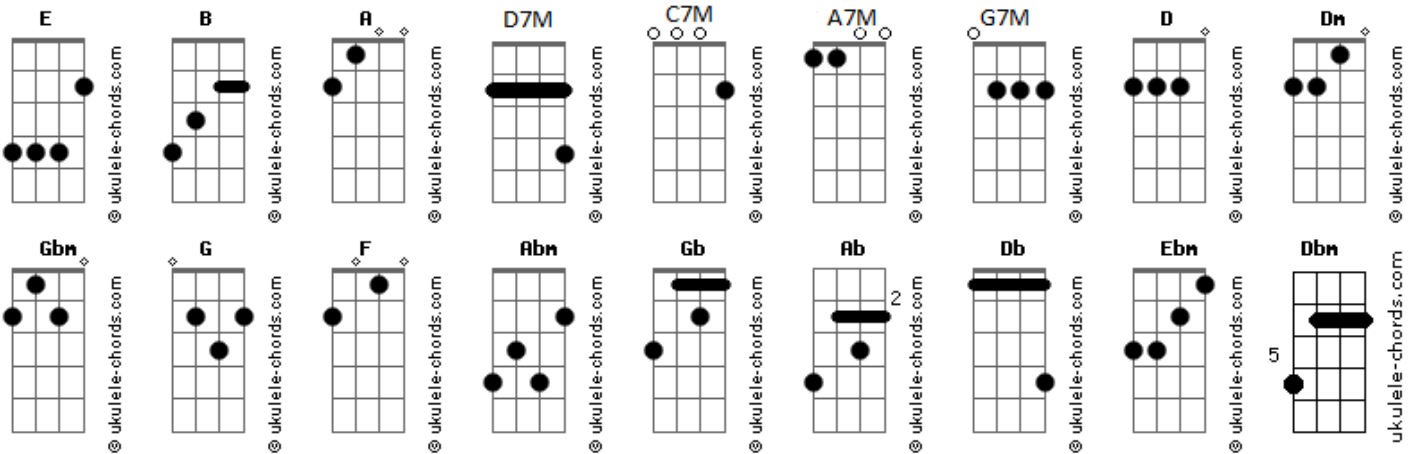 E B A D7M C7M A7M G7M D Dm
© ukulele-chords.com © ukulele-chords.com © ukulele-chords.com © ukulele-chords.com © ukulele-chords.com © ukulele-chords.com © ukulele-chords.com © ukulele-chords.com © ukulele-chords.com
Gbm G F Abm Gb Ab Db Ebm Dbm
2
5
© ukulele-chords.com © ukulele-chords.com © ukulele-chords.com © ukulele-chords.com © ukulele-chords.com © ukulele-chords.com © ukulele-chords.com © ukulele-chords.com ukulele-chords.com